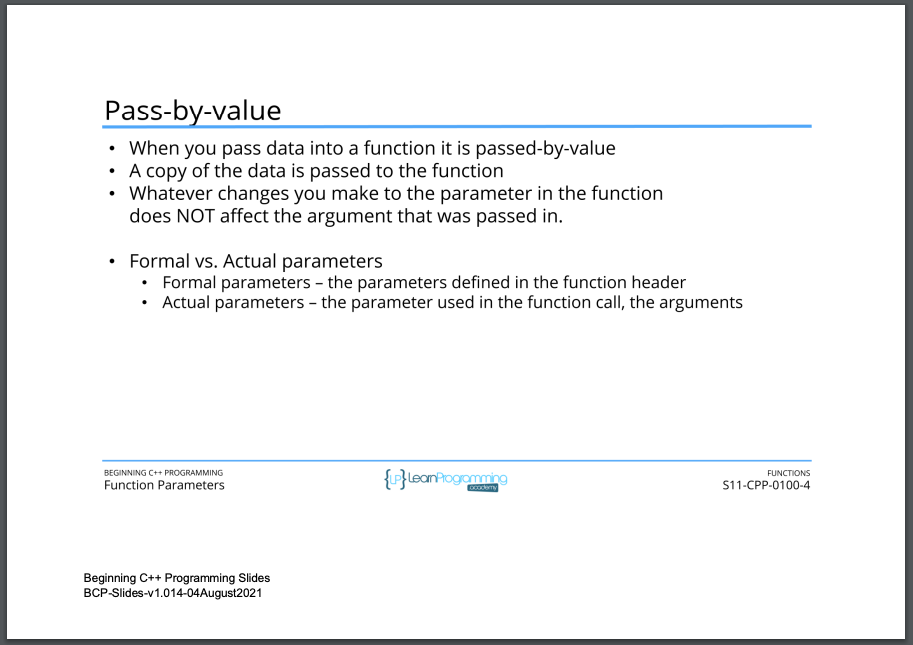 Pass-by-value
• When you pass data into a function it is passed-by-value
• A copy of the data is passed to the function
• Whatever changes you make to the parameter in the function
does NOT affect the argument that was passed in.
• Formal vs. Actual parameters
• Formal parameters – the parameters defined in the function header
• Actual parameters – the parameter used in the function call, the arguments
BEGINNING C++ PROGRAMMING
Function Parameters
{LP} LearnProgramming
academy
FUNCTIONS
S11-CPP-0100-4
Beginning C++ Programming Slides
BCP-Slides-v1.014-04August2021